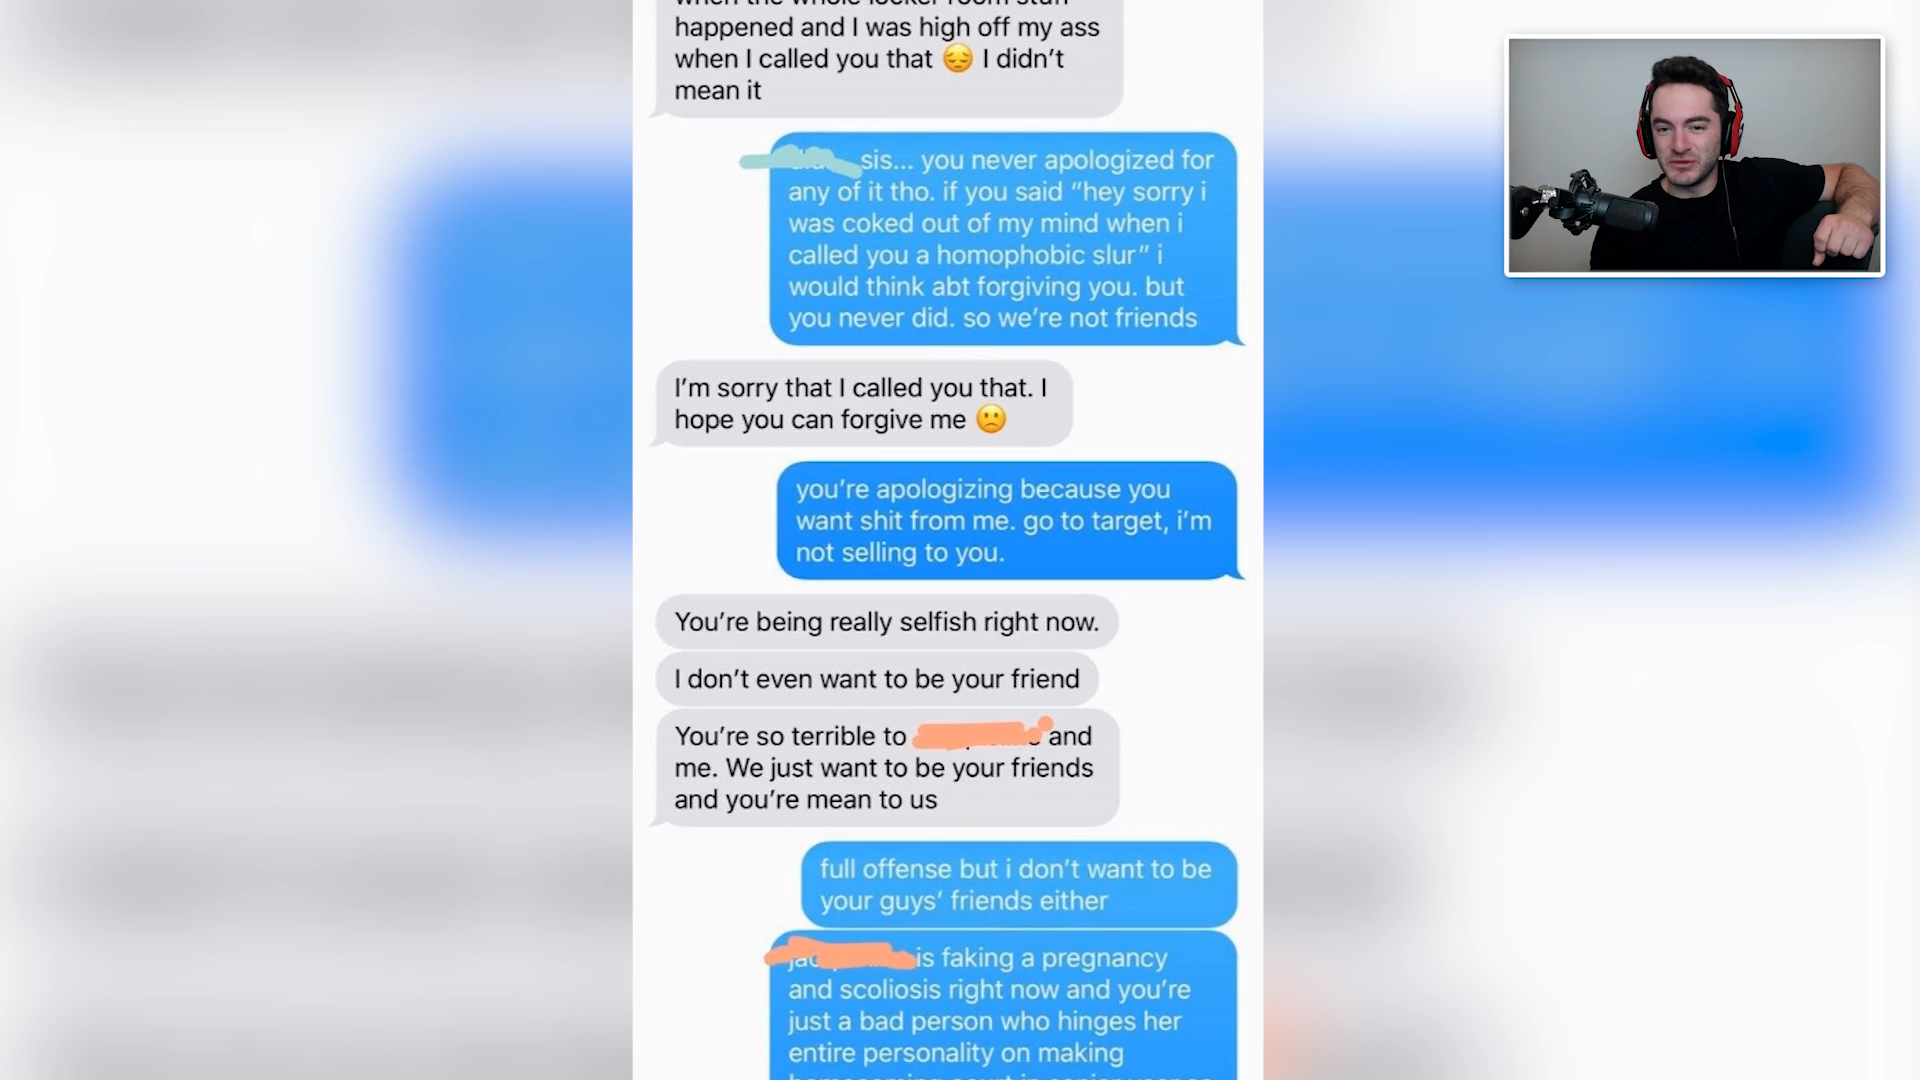 happened and I was high off my ass
when I called you that 😔 I didn't
mean it
sis... you never apologized for
any of it tho. if you said "hey sorry i
was coked out of my mind when i
called you a homophobic slur" i
would think abt forgiving you. but
you never did. so we're not friends
I'm sorry that I called you that. I
hope you can forgive me 🙁
you're apologizing because you
want shit from me. go to target, i'm
not selling to you.
You're being really selfish right now.
I don't even want to be your friend
You're so terrible to and
me. We just want to be your friends
and you're mean to us
full offense but i don't want to be
your guys' friends either
is faking a pregnancy
and scoliosis right now and you're
just a bad person who hinges her
entire personality on making